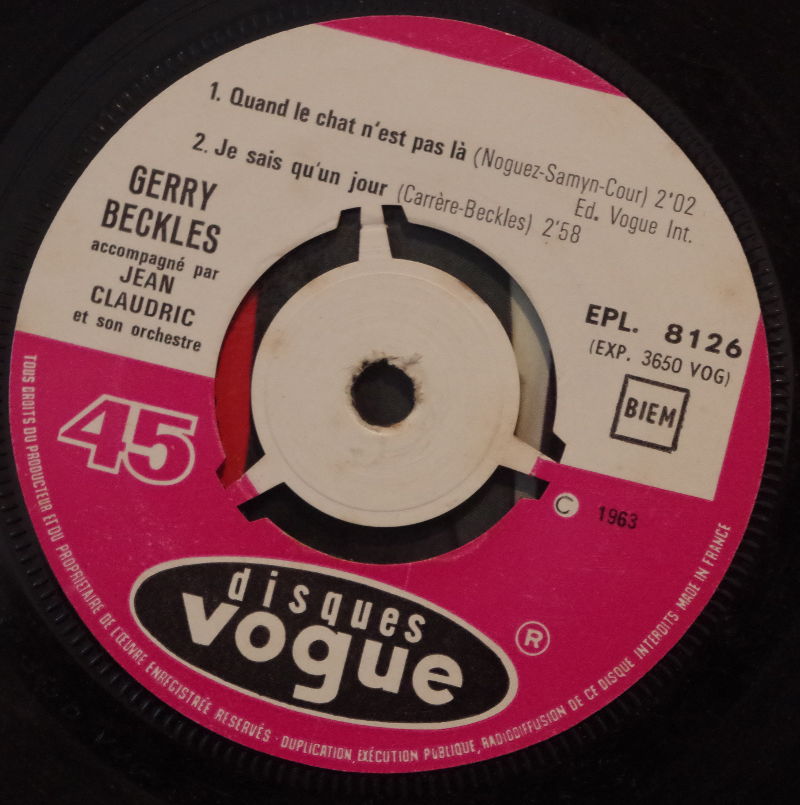 1. Quand le chat n'est pas là (Noguez-Samyn-Cour) 2'02
Ed. Vogue Int.
2. Je sais qu'un jour (Carrère-Beckles) 2'58
GERRY
BECKLES
accompagné par
JEAN
CLAUDRIC
et son orchestre
EPL. 8126
(EXP. 3650 VOG)
BIEM
45
© 1963
disques
vogue
®
TOUS DROITS DU PRODUCTEUR ET DU PROPRIÉTAIRE DE L'ŒUVRE ENREGISTRÉE RÉSERVÉS · DUPLICATION, EXÉCUTION PUBLIQUE, RADIODIFFUSION DE CE DISQUE INTERDITS MADE IN FRANCE